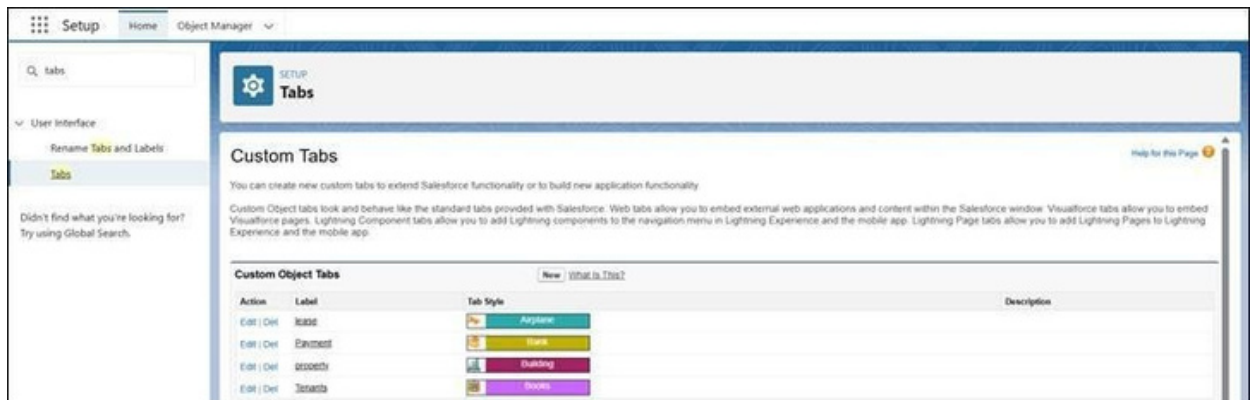 Setup Home Object Manager
tabs
SETUP
Tabs
User Interface
Rename Tabs and Labels
Tabs
Didn't find what you're looking for?
Try using Global Search.
Custom Tabs
Help for this Page
You can create new custom tabs to extend Salesforce functionality or to build new application functionality
Custom Object tabs look and behave like the standard tabs provided with Salesforce. Web tabs allow you to embed external web applications and content within the Salesforce window. Visualforce tabs allow you to embed
Visualforce pages. Lightning Component tabs allow you to add Lightning components to the navigation menu in Lightning Experience and the mobile app. Lightning Page tabs allow you to add Lightning Pages to Lightning
Experience and the mobile app.
Custom Object Tabs New What Is This?
Action Label Tab Style Description
Edit | Del lease Airplane
Edit | Del Payment Bank
Edit | Del property Building
Edit | Del Tenants Books